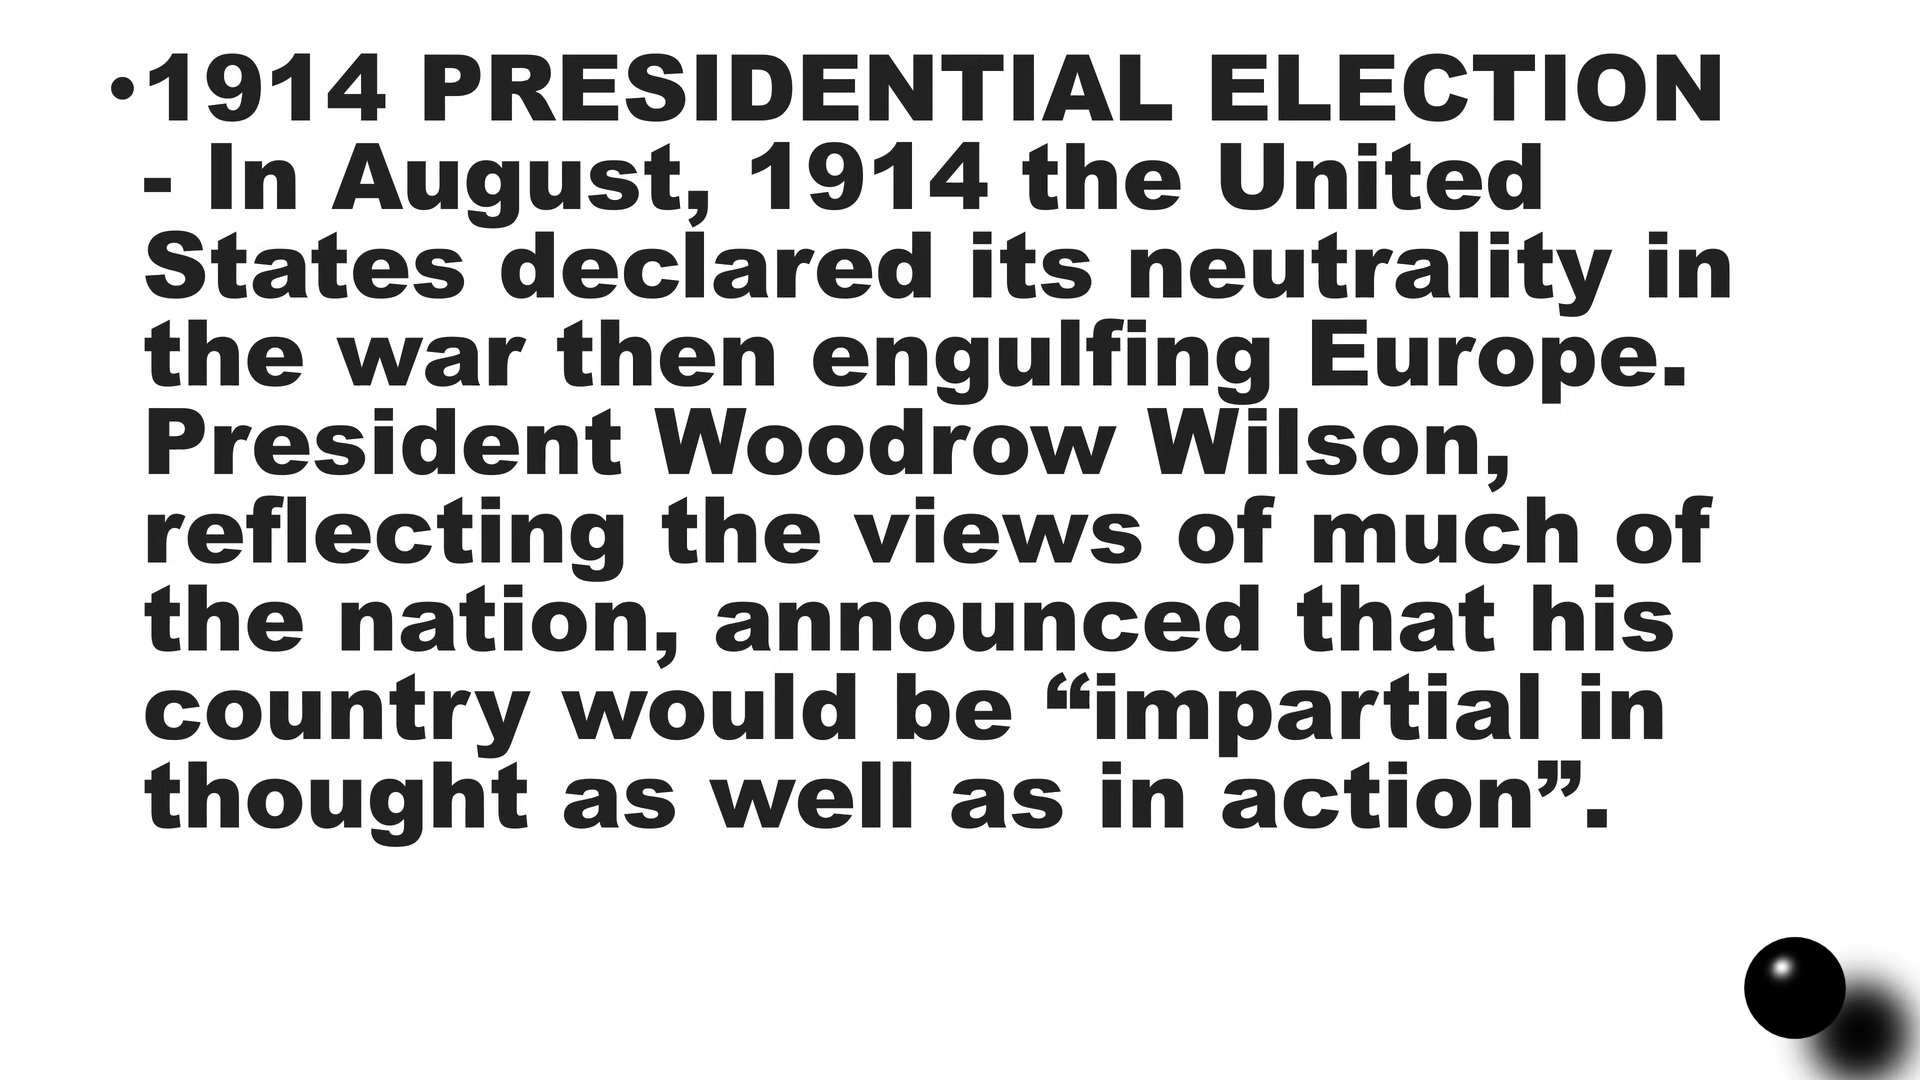 •1914 PRESIDENTIAL ELECTION
- In August, 1914 the United
States declared its neutrality in
the war then engulfing Europe.
President Woodrow Wilson,
reflecting the views of much of
the nation, announced that his
country would be “impartial in
thought as well as in action”.